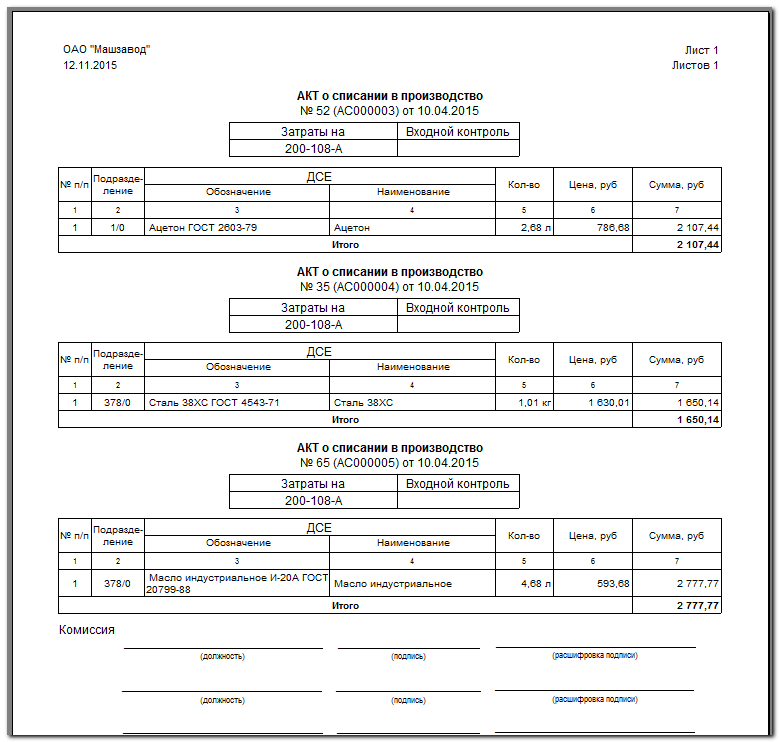 ОАО "Машзавод" Лист 1
12.11.2015 Листов 1
АКТ о списании в производство
№ 52 (АС000003) от 10.04.2015
Затраты на Входной контроль
200-108-А
№ п/п Подразде-ление ДСЕ Кол-во Цена, руб Сумма, руб
Обозначение Наименование
1 2 3 4 5 6 7
1 1/0 Ацетон ГОСТ 2603-79 Ацетон 2,68 л 786,68 2 107,44
Итого 2 107,44
АКТ о списании в производство
№ 35 (АС000004) от 10.04.2015
Затраты на Входной контроль
200-108-А
№ п/п Подразде-ление ДСЕ Кол-во Цена, руб Сумма, руб
Обозначение Наименование
1 2 3 4 5 6 7
1 378/0 Сталь 38ХС ГОСТ 4543-71 Сталь 38ХС 1,01 кг 1 630,01 1 650,14
Итого 1 650,14
АКТ о списании в производство
№ 65 (АС000005) от 10.04.2015
Затраты на Входной контроль
200-108-А
№ п/п Подразде-ление ДСЕ Кол-во Цена, руб Сумма, руб
Обозначение Наименование
1 2 3 4 5 6 7
1 378/0 Масло индустриальное И-20А ГОСТ 20799-88 Масло индустриальное 4,68 л 593,68 2 777,77
Итого 2 777,77
Комиссия
(должность) (подпись) (расшифровка подписи)
(должность) (подпись) (расшифровка подписи)